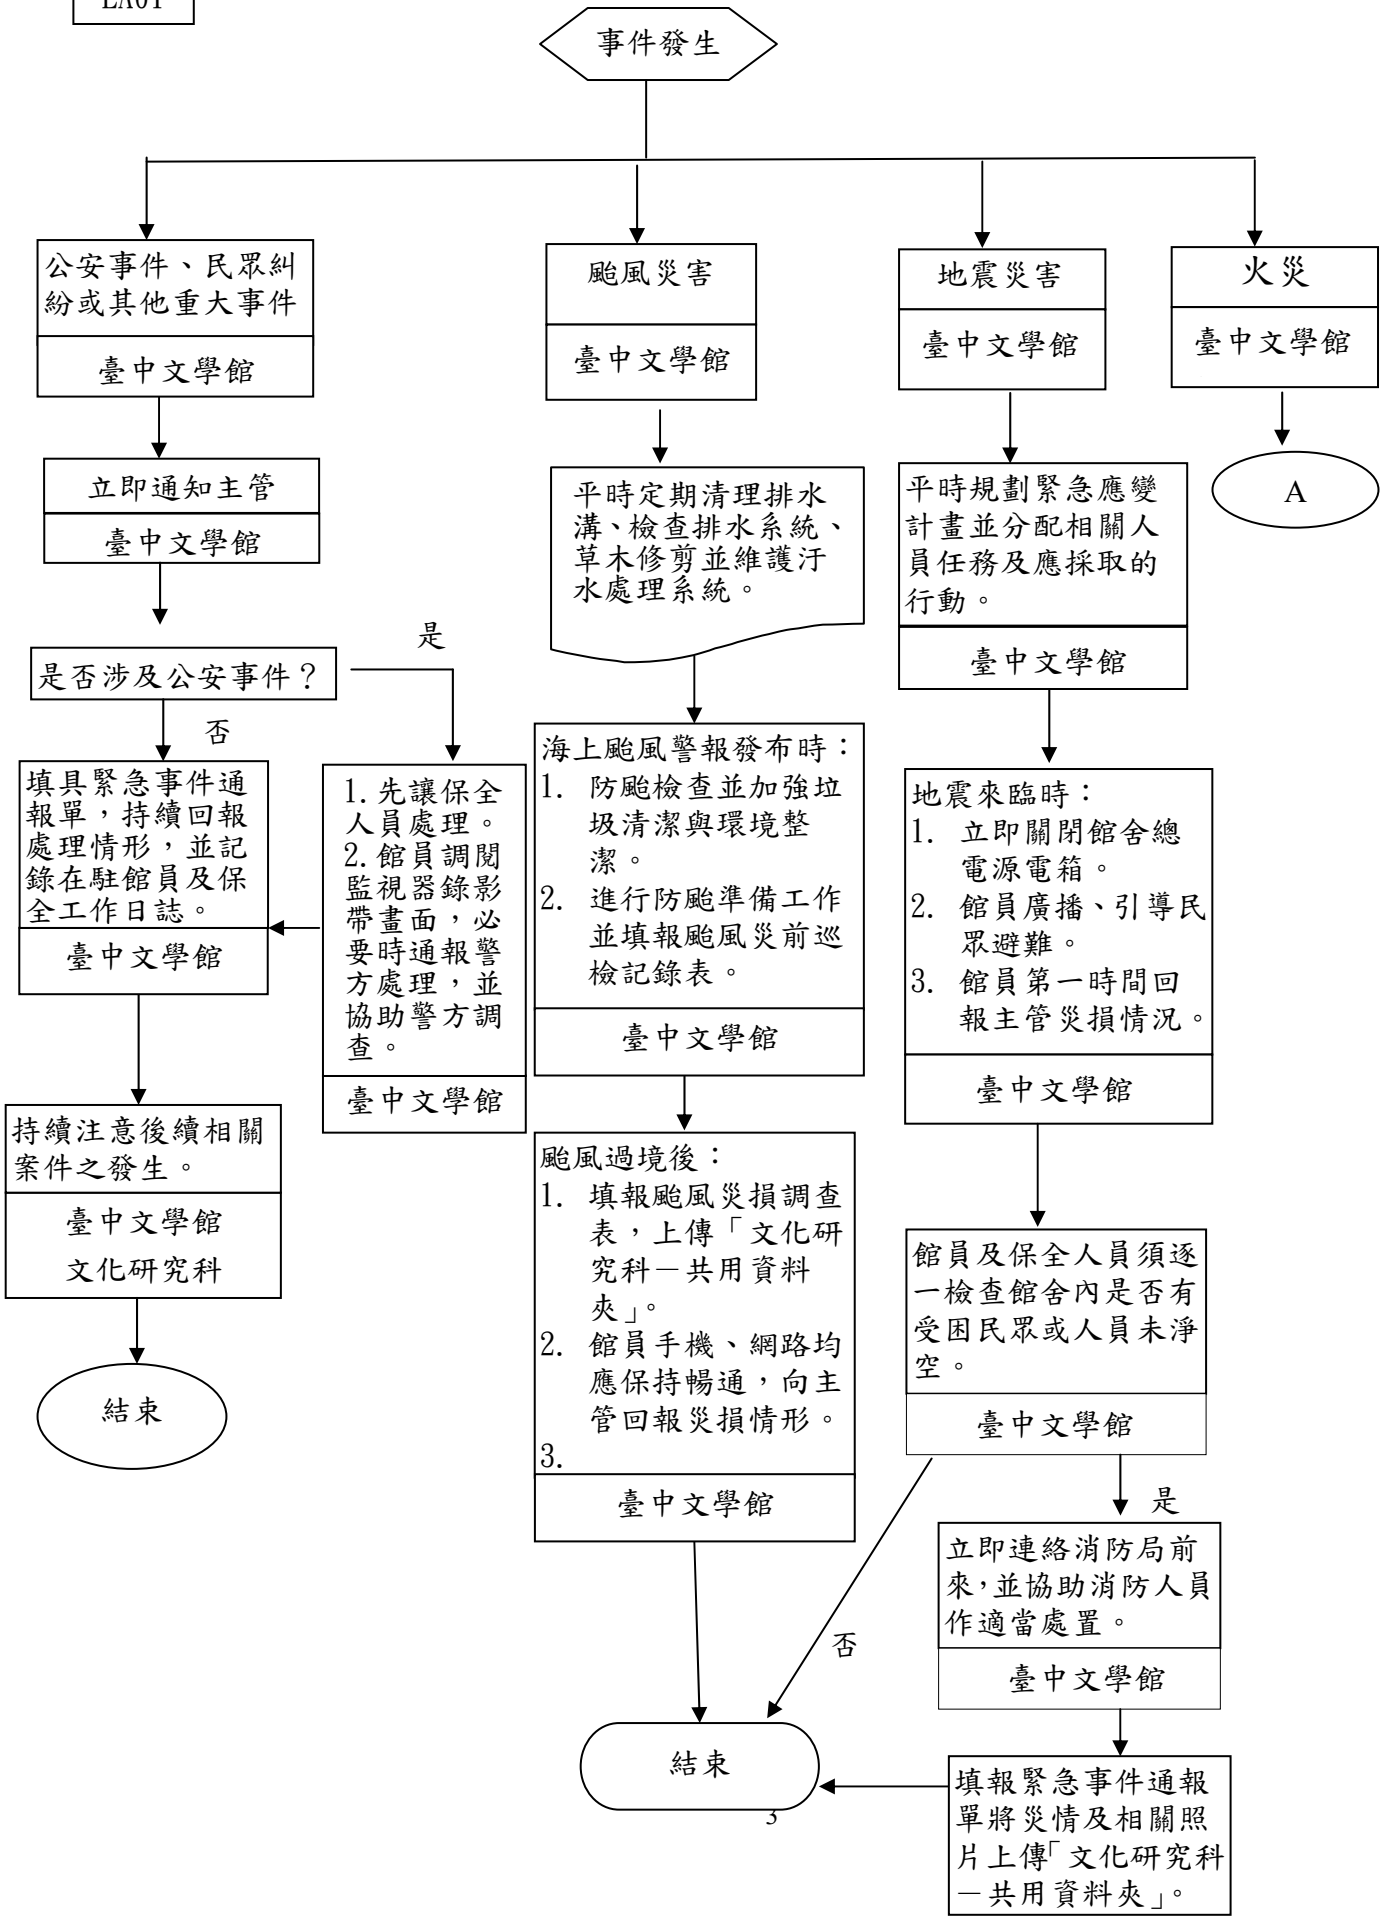 EA01
事件發生
公安事件、民眾糾
紛或其他重大事件
臺中文學館
颱風災害
臺中文學館
地震災害
臺中文學館
火災
臺中文學館
A
立即通知主管
臺中文學館
是否涉及公安事件？
是
否
填具緊急事件通
報單，持續回報
處理情形，並記
錄在駐館員及保
全工作日誌。
臺中文學館
1.先讓保全
人員處理。
2.館員調閱
監視器錄影
帶畫面，必
要時通報警
方處理，並
協助警方調
查。
臺中文學館
持續注意後續相關
案件之發生。
臺中文學館
文化研究科
結束
平時定期清理排水
溝、檢查排水系統、
草木修剪並維護汙
水處理系統。
海上颱風警報發布時：
1. 防颱檢查並加強垃
圾清潔與環境整
潔。
2. 進行防颱準備工作
並填報颱風災前巡
檢記錄表。
臺中文學館
颱風過境後：
1. 填報颱風災損調查
表，上傳「文化研
究科－共用資料
夾」。
2. 館員手機、網路均
應保持暢通，向主
管回報災損情形。
3.
臺中文學館
平時規劃緊急應變
計畫並分配相關人
員任務及應採取的
行動。
臺中文學館
地震來臨時：
1. 立即關閉館舍總
電源電箱。
2. 館員廣播、引導民
眾避難。
3. 館員第一時間回
報主管災損情況。
臺中文學館
館員及保全人員須逐
一檢查館舍內是否有
受困民眾或人員未淨
空。
臺中文學館
是
否
立即連絡消防局前
來，並協助消防人員
作適當處置。
臺中文學館
填報緊急事件通報
單將災情及相關照
片上傳「文化研究科
－共用資料夾」。
結束
3